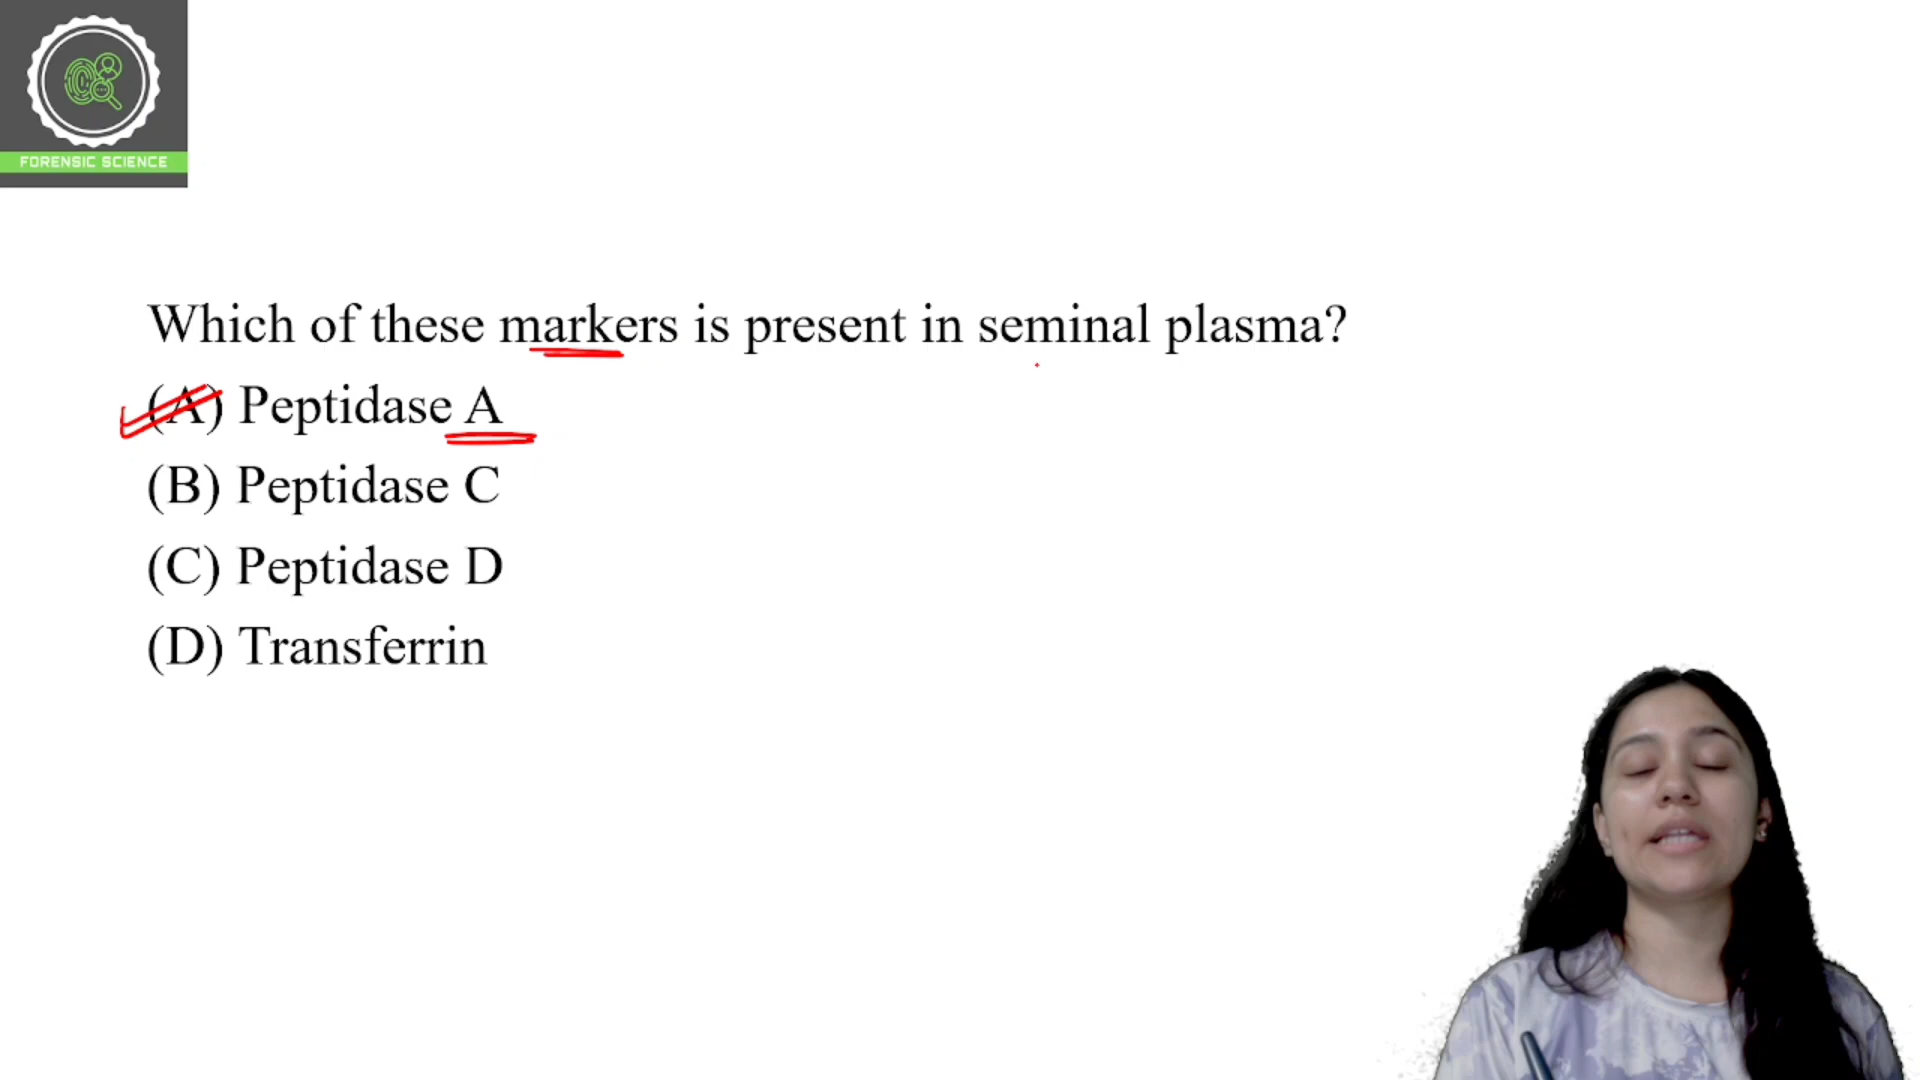 FORENSIC SCIENCE
Which of these markers is present in seminal plasma?
(A) Peptidase A
(B) Peptidase C
(C) Peptidase D
(D) Transferrin